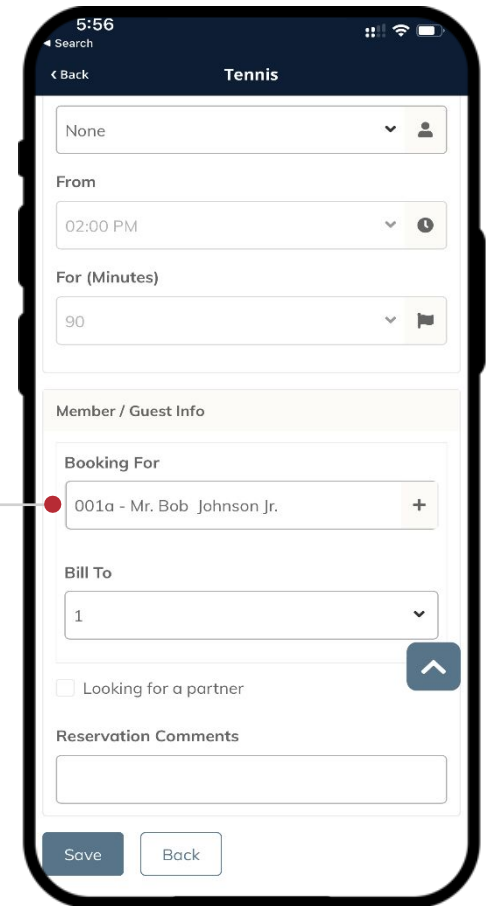 5:56
Search
Back
Tennis
None
From
02:00 PM
For (Minutes)
90
Member / Guest Info
Booking For
001a - Mr. Bob Johnson Jr.
Bill To
1
Looking for a partner
Reservation Comments
Save
Back